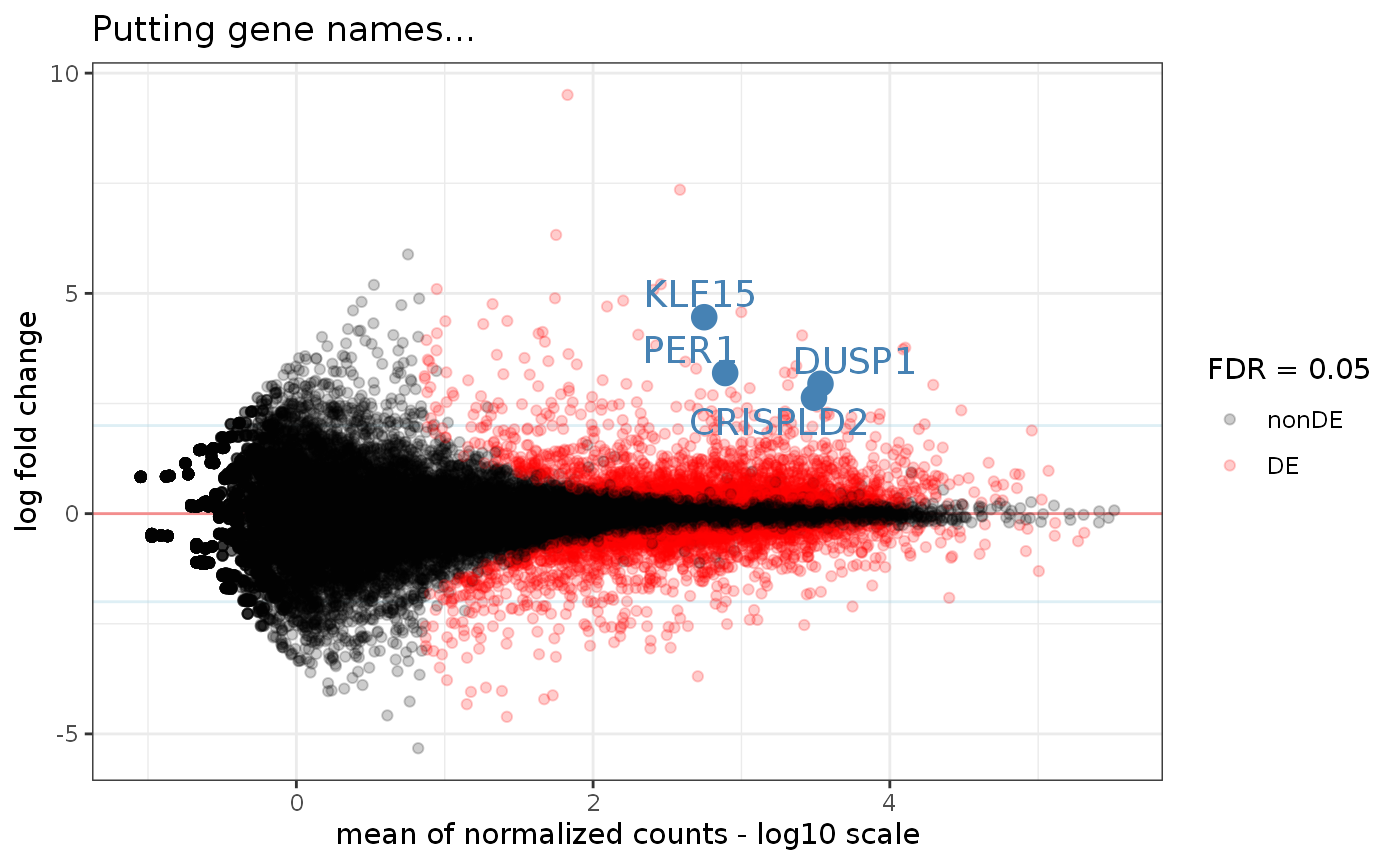 Putting gene names...
10
5
0
-5
log fold change
KLF15
PER1
DUSP1
CRISPLD2
0
2
4
mean of normalized counts - log10 scale
FDR = 0.05
nonDE
DE